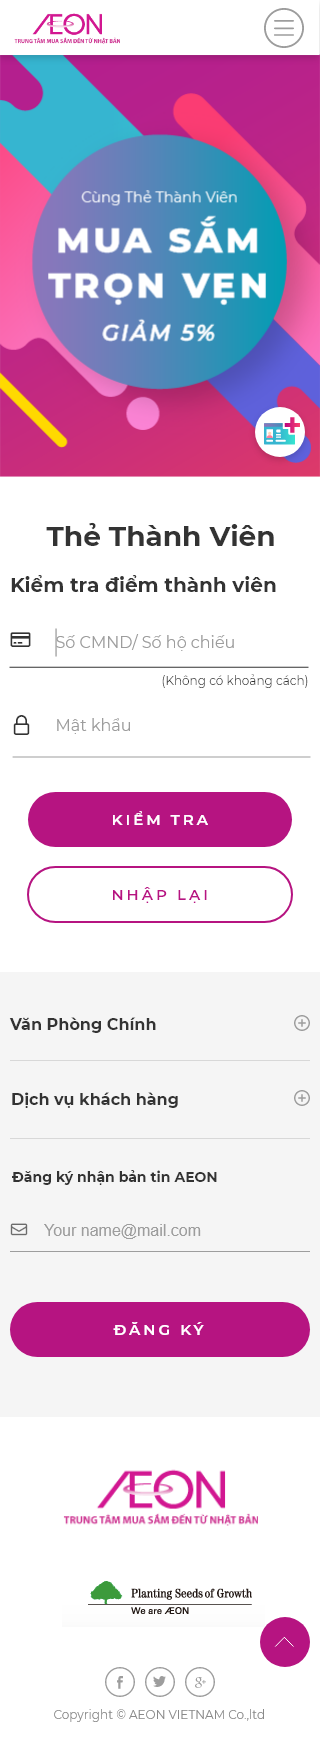 ÆON
TRUNG TÂM MUA SẮM ĐẾN TỪ NHẬT BẢN
Cùng Thẻ Thành Viên
MUA SẮM
TRỌN VẸN
GIẢM 5%
Thẻ Thành Viên
Kiểm tra điểm thành viên
Số CMND/ Số hộ chiếu
(Không có khoảng cách)
Mật khẩu
KIỂM TRA
NHẬP LẠI
Văn Phòng Chính
Dịch vụ khách hàng
Đăng ký nhận bản tin AEON
Your name@mail.com
ĐĂNG KÝ
ÆON
TRUNG TÂM MUA SẮM ĐẾN TỪ NHẬT BẢN
Planting Seeds of Growth
We are ÆON
Copyright © AEON VIETNAM Co.,ltd